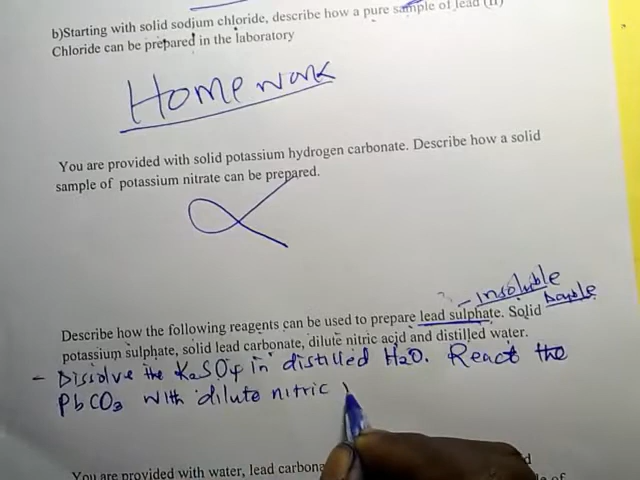 b)Starting with solid sodium chloride, describe how a pure sample of lead (II)
Chloride can be prepared in the laboratory
Homework
You are provided with solid potassium hydrogen carbonate. Describe how a solid
sample of potassium nitrate can be prepared.
- Insoluble
Double
Describe how the following reagents can be used to prepare lead sulphate. Solid
potassium sulphate, solid lead carbonate, dilute nitric acid and distilled water.
- Dissolve the K2SO4 in distilled H2O. React the
PbCO3 with dilute nitric
You are provided with water, lead carbona